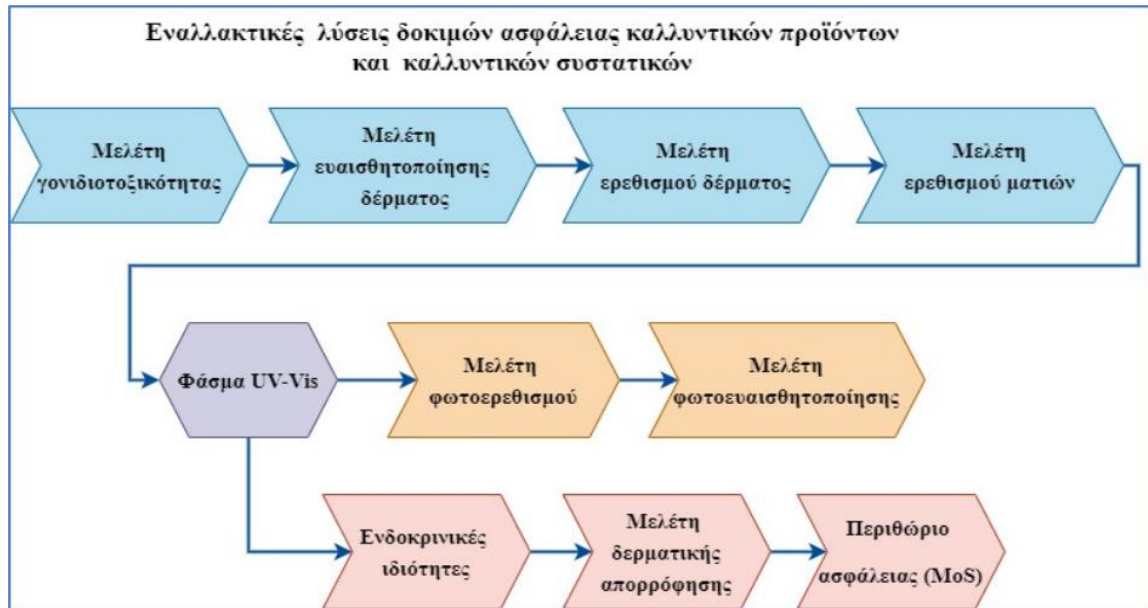 Εναλλακτικές λύσεις δοκιμών ασφάλειας καλλυντικών προϊόντων
και καλλυντικών συστατικών
Μελέτη
γονιδιοτοξικότητας
Μελέτη
ευαισθητοποίησης
δέρματος
Μελέτη
ερεθισμού δέρματος
Μελέτη
ερεθισμού ματιών
Φάσμα UV-Vis
Μελέτη
φωτοερεθισμού
Μελέτη
φωτοευαισθητοποίησης
Ενδοκρινικές
ιδιότητες
Μελέτη
δερματικής
απορρόφησης
Περιθώριο
ασφάλειας (MoS)